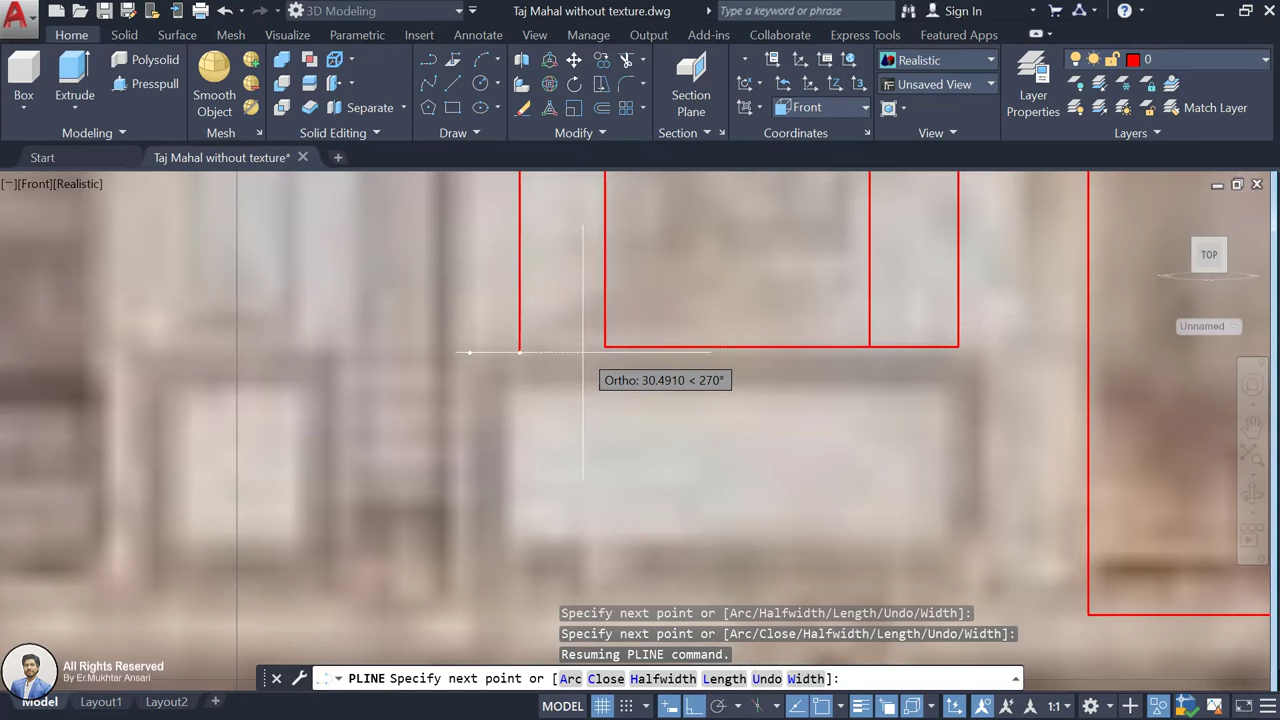 A
3D Modeling
Taj Mahal without texture.dwg
Type a keyword or phrase
Sign In
Home
Solid
Surface
Mesh
Visualize
Parametric
Insert
Annotate
View
Manage
Output
Add-ins
Collaborate
Express Tools
Featured Apps
Box
Extrude
Polysolid
Presspull
Smooth
Object
Separate
Section
Plane
Front
Realistic
Unsaved View
Layer
Properties
0
Match Layer
Modeling
Mesh
Solid Editing
Draw
Modify
Section
Coordinates
View
Layers
Start
Taj Mahal without texture*
[−][Front][Realistic]
TOP
Unnamed
Ortho: 30.4910 < 270°
Specify next point or [Arc/Halfwidth/Length/Undo/Width]:
Specify next point or [Arc/Close/Halfwidth/Length/Undo/Width]:
Resuming PLINE command.
PLINE Specify next point or [Arc Close Halfwidth Length Undo Width]:
All Rights Reserved
By Er.Mukhtar Ansari
Model
Layout1
Layout2
MODEL
1:1